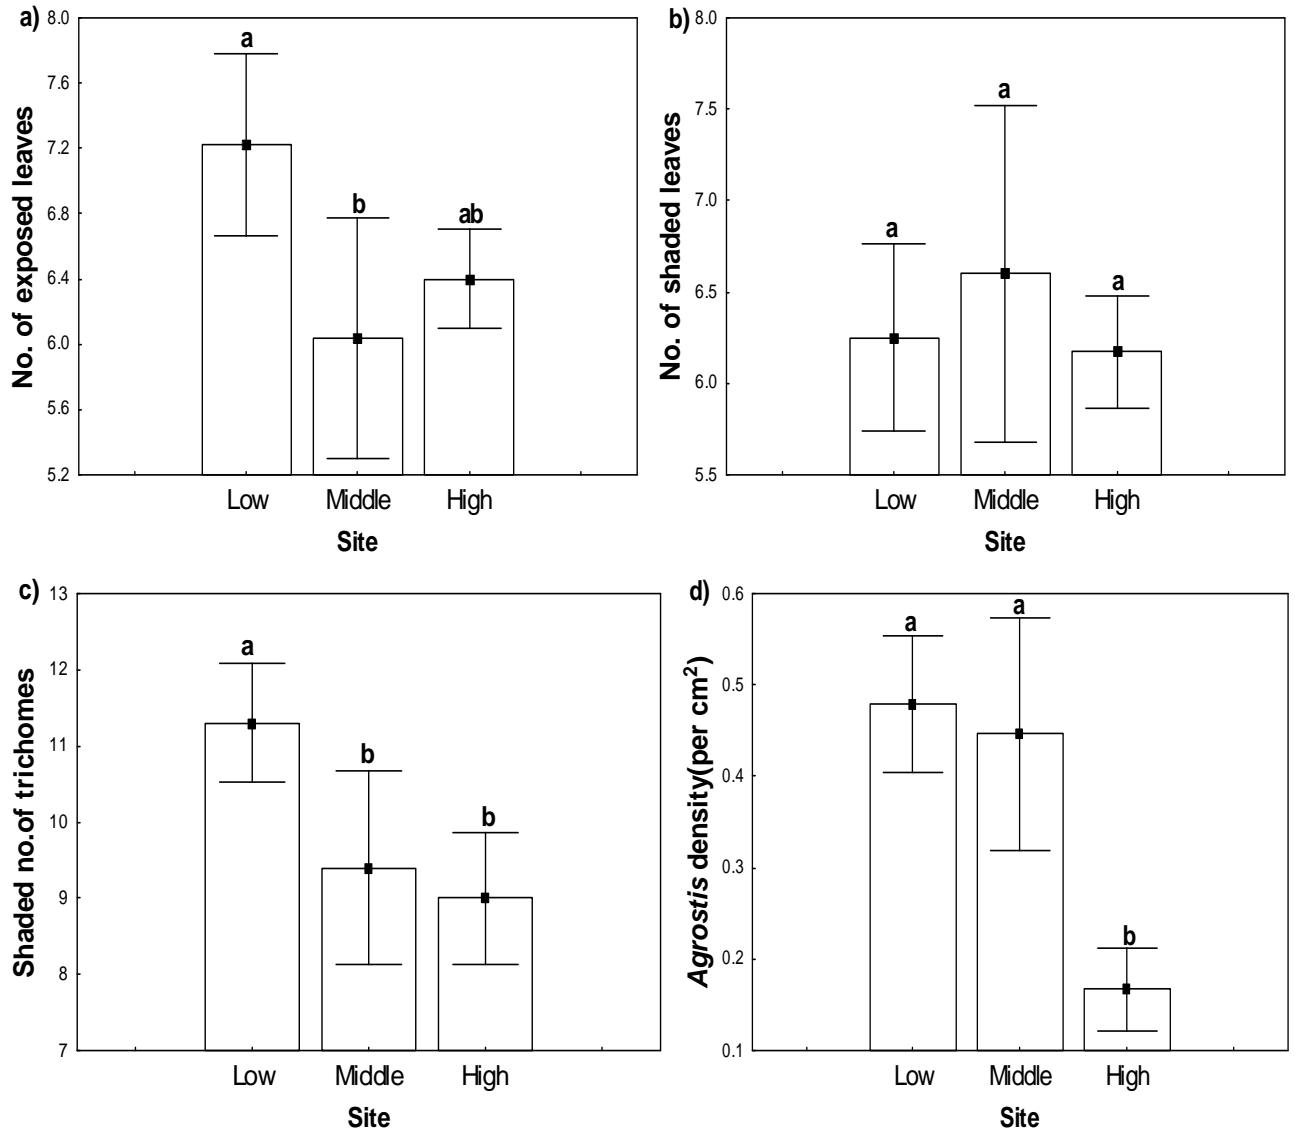 a)
No. of exposed leaves
8.0
7.6
7.2
6.8
6.4
6.0
5.6
5.2
a
b
ab
Low Middle High
Site
b)
No. of shaded leaves
8.0
7.5
7.0
6.5
6.0
5.5
a
a
a
Low Middle High
Site
c)
Shaded no.of trichomes
13
12
11
10
9
8
7
a
b
b
Low Middle High
Site
d)
Agrostis density(per cm²)
0.6
0.5
0.4
0.3
0.2
0.1
a
a
b
Low Middle High
Site